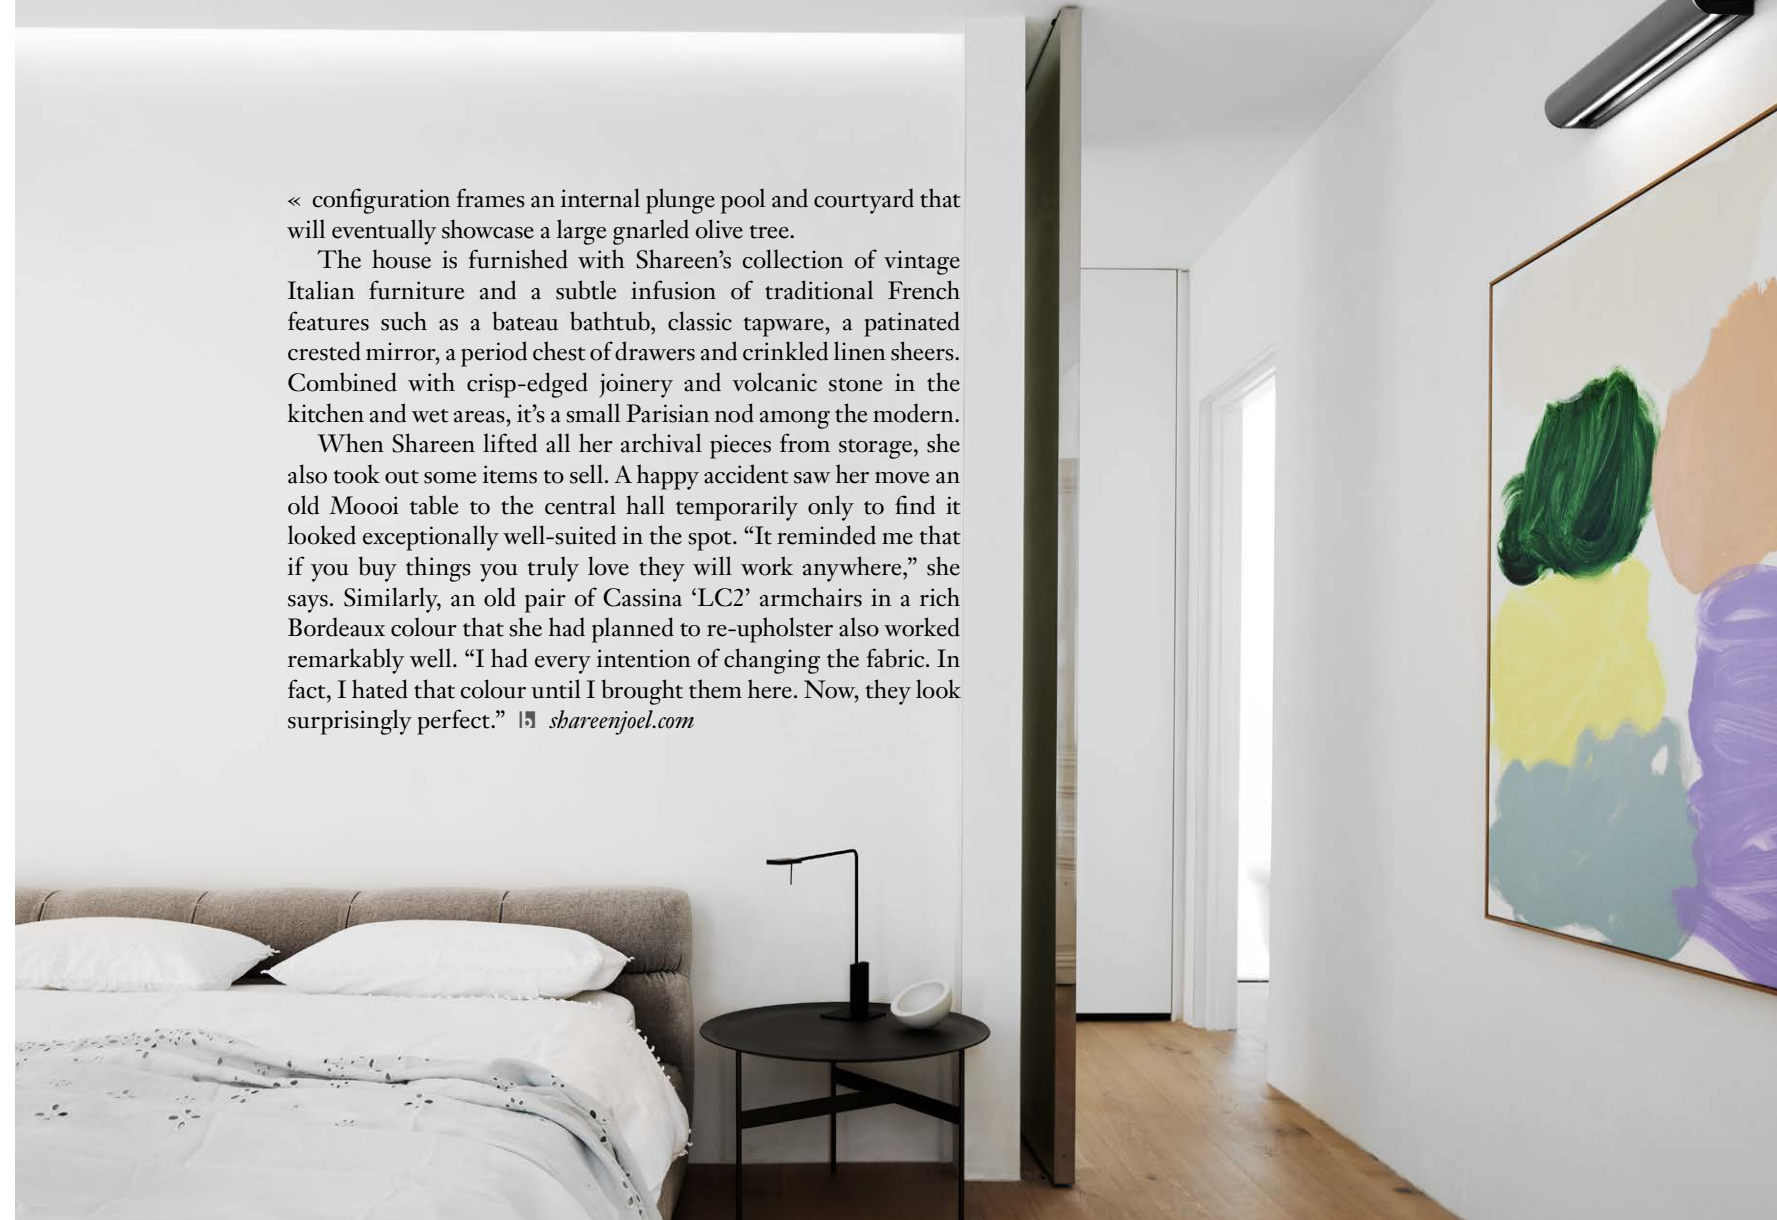 « configuration frames an internal plunge pool and courtyard that
will eventually showcase a large gnarled olive tree.
The house is furnished with Shareen’s collection of vintage
Italian furniture and a subtle infusion of traditional French
features such as a bateau bathtub, classic tapware, a patinated
crested mirror, a period chest of drawers and crinkled linen sheers.
Combined with crisp-edged joinery and volcanic stone in the
kitchen and wet areas, it’s a small Parisian nod among the modern.
When Shareen lifted all her archival pieces from storage, she
also took out some items to sell. A happy accident saw her move an
old Moooi table to the central hall temporarily only to find it
looked exceptionally well-suited in the spot. “It reminded me that
if you buy things you truly love they will work anywhere,” she
says. Similarly, an old pair of Cassina ‘LC2’ armchairs in a rich
Bordeaux colour that she had planned to re-upholster also worked
remarkably well. “I had every intention of changing the fabric. In
fact, I hated that colour until I brought them here. Now, they look
surprisingly perfect.” b shareenjoel.com